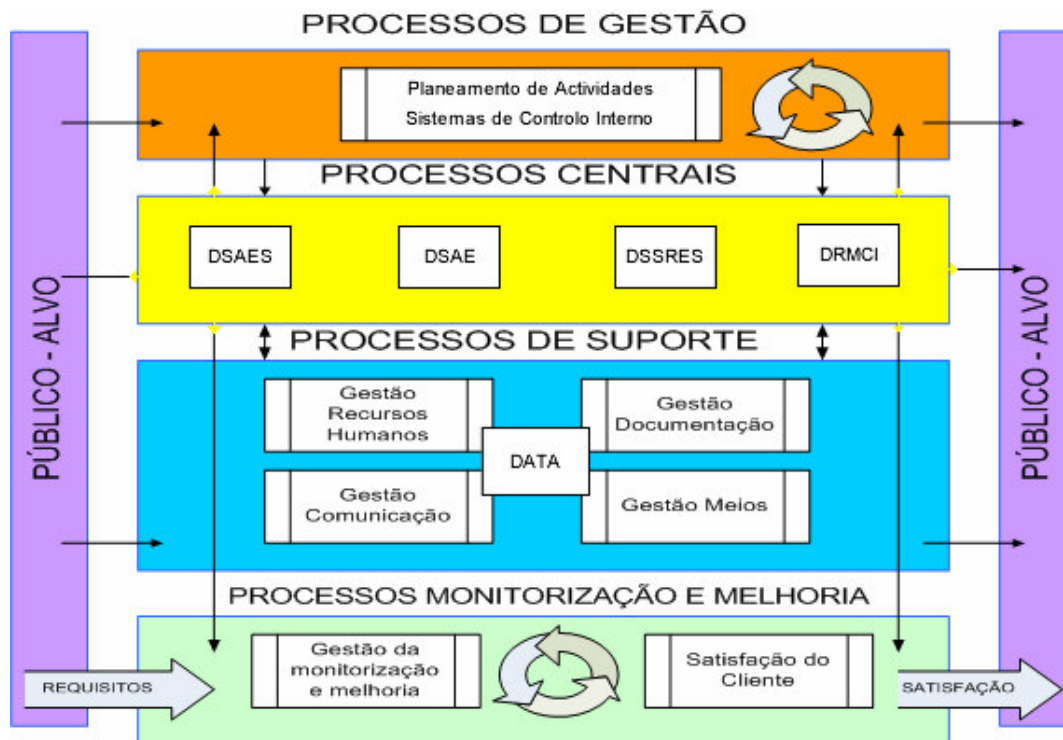 PROCESSOS DE GESTÃO
Planeamento de Actividades
Sistemas de Controlo Interno
PROCESSOS CENTRAIS
DSAES
DSAE
DSSRES
DRMCI
PÚBLICO - ALVO
PÚBLICO - ALVO
PROCESSOS DE SUPORTE
Gestão
Recursos
Humanos
Gestão
Documentação
DATA
Gestão
Comunicação
Gestão Meios
PROCESSOS MONITORIZAÇÃO E MELHORIA
REQUISITOS
Gestão da
monitorização
e melhoria
Satisfação do
Cliente
SATISFAÇÃO